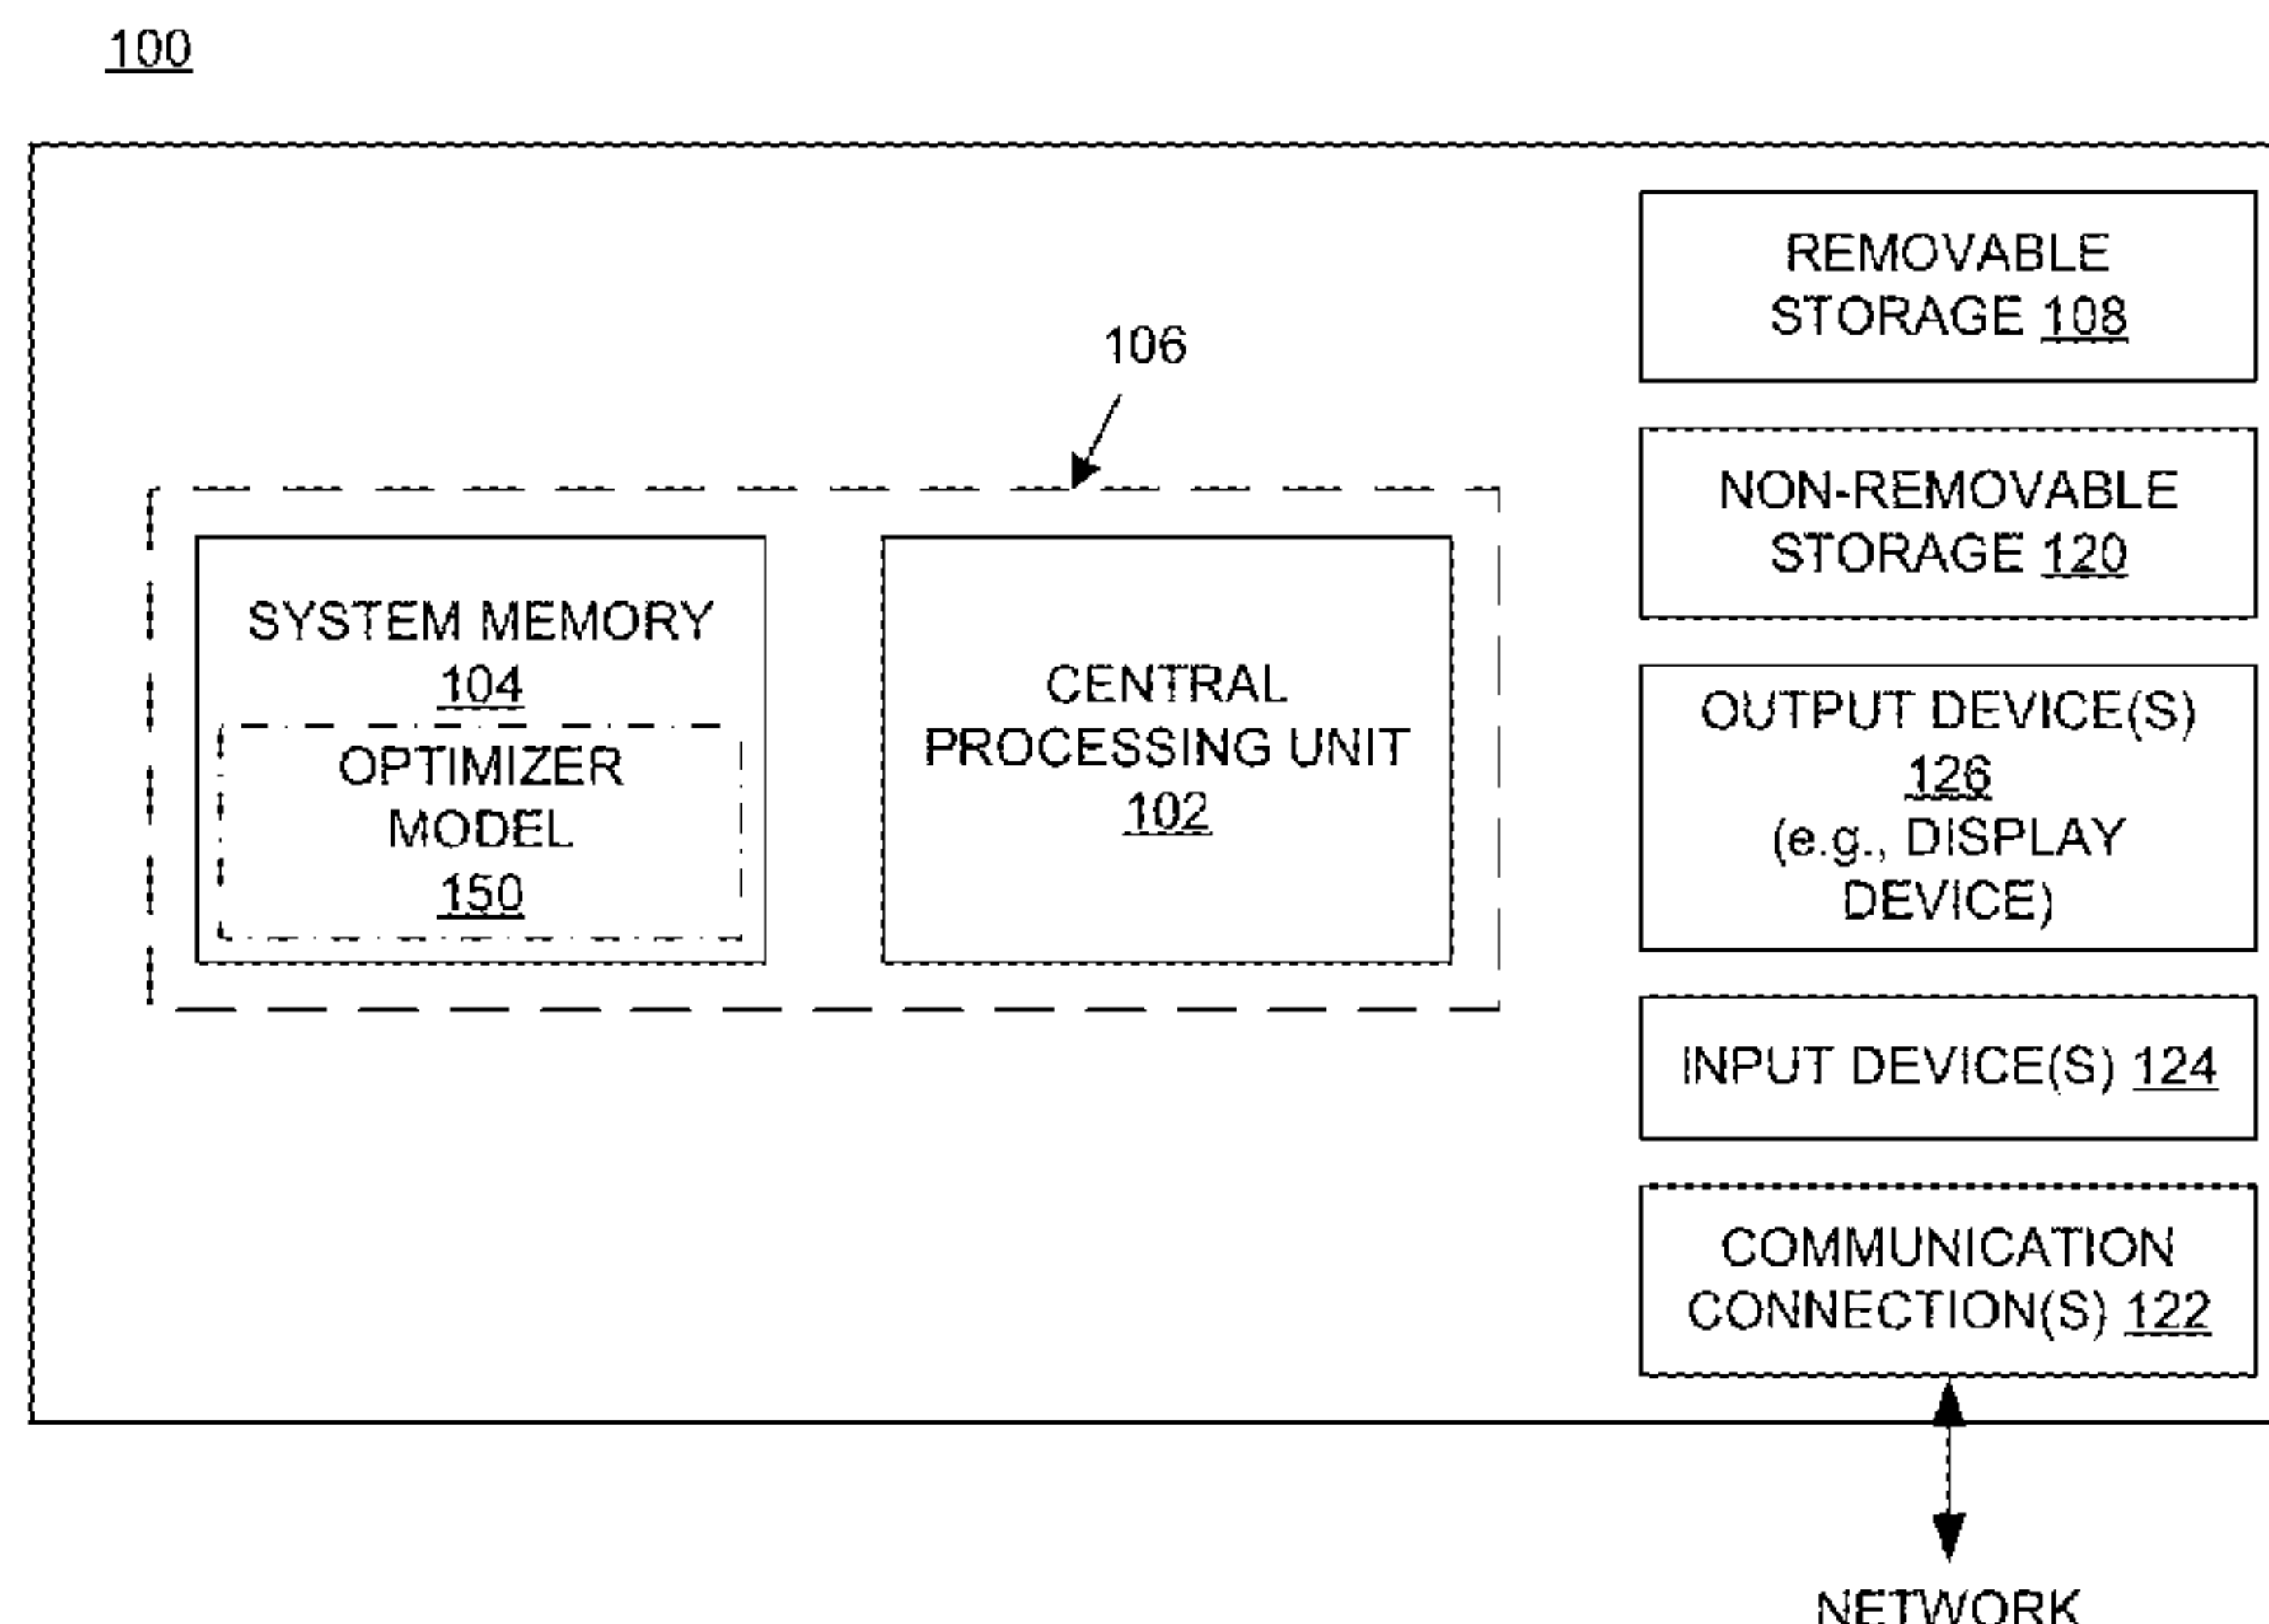 100
106
SYSTEM MEMORY
104
OPTIMIZER
MODEL
150
CENTRAL
PROCESSING UNIT
102
REMOVABLE
STORAGE 108
NON-REMOVABLE
STORAGE 120
OUTPUT DEVICE(S)
126
(e.g., DISPLAY
DEVICE)
INPUT DEVICE(S) 124
COMMUNICATION
CONNECTION(S) 122
NETWORK